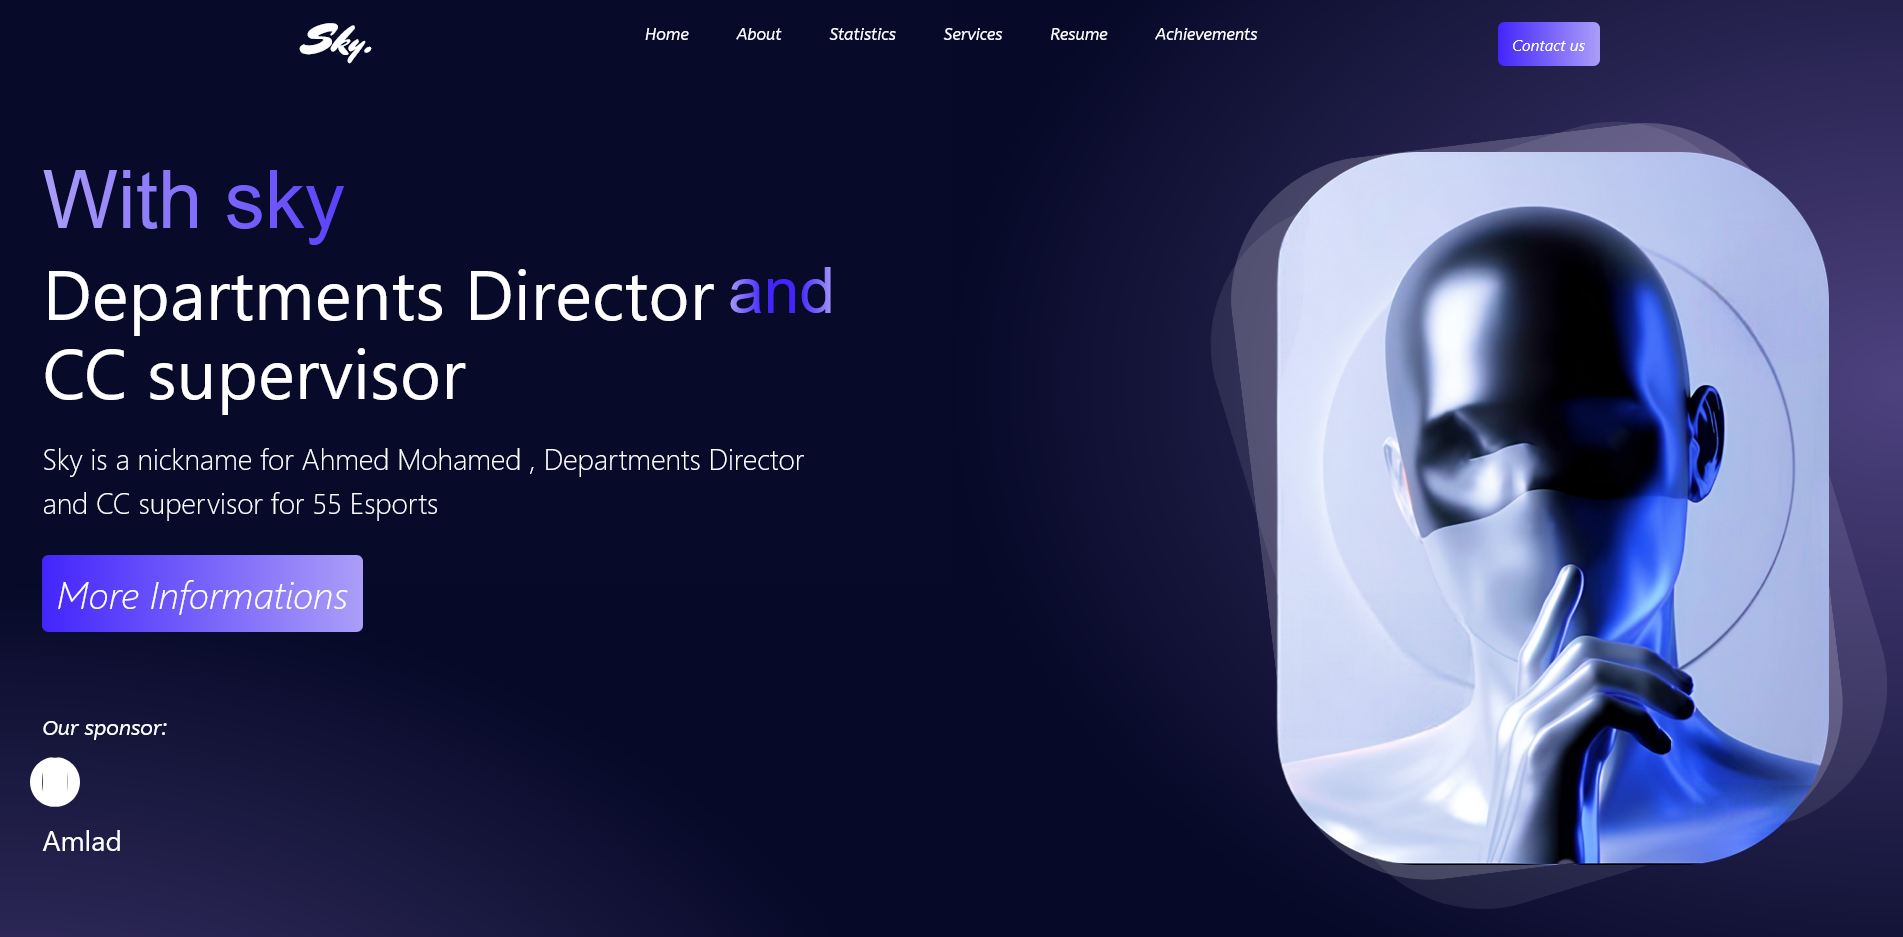 Sky.
Home About Statistics Services Resume Achievements
Contact us
With sky
Departments Director and
CC supervisor
Sky is a nickname for Ahmed Mohamed , Departments Director
and CC supervisor for 55 Esports
More Informations
Our sponsor:
Amlad